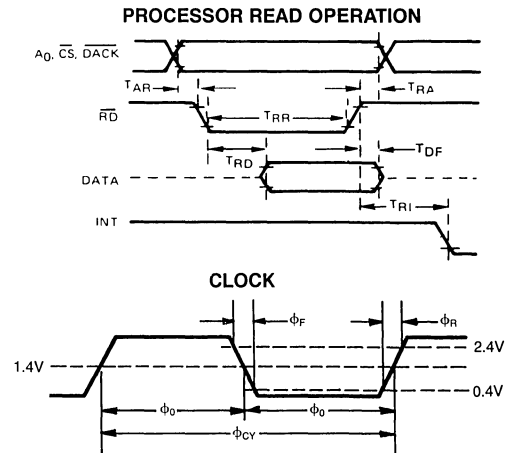 PROCESSOR READ OPERATION
A0, CS, DACK
TAR
TRA
RD
TRR
TRD
TDF
DATA
TRI
INT
CLOCK
ϕF
ϕR
2.4V
1.4V
0.4V
ϕ0
ϕ0
ϕCY